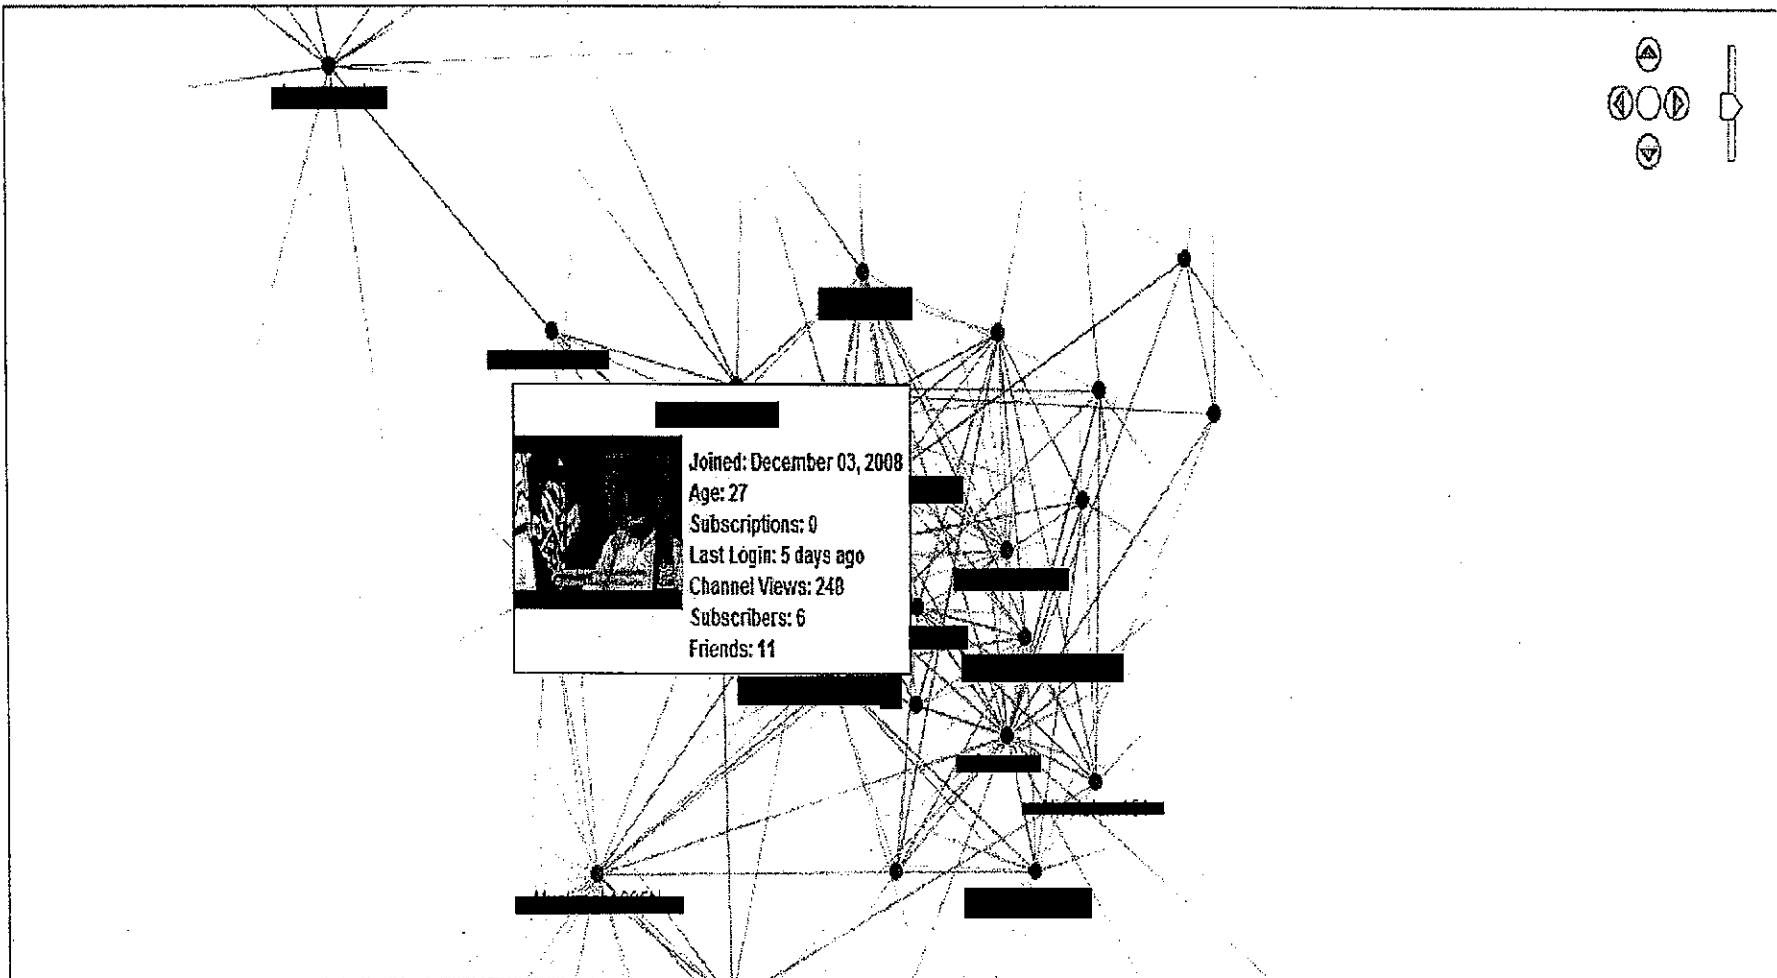 Joined: December 03, 2008
Age: 27
Subscriptions: 0
Last Login: 5 days ago
Channel Views: 248
Subscribers: 6
Friends: 11